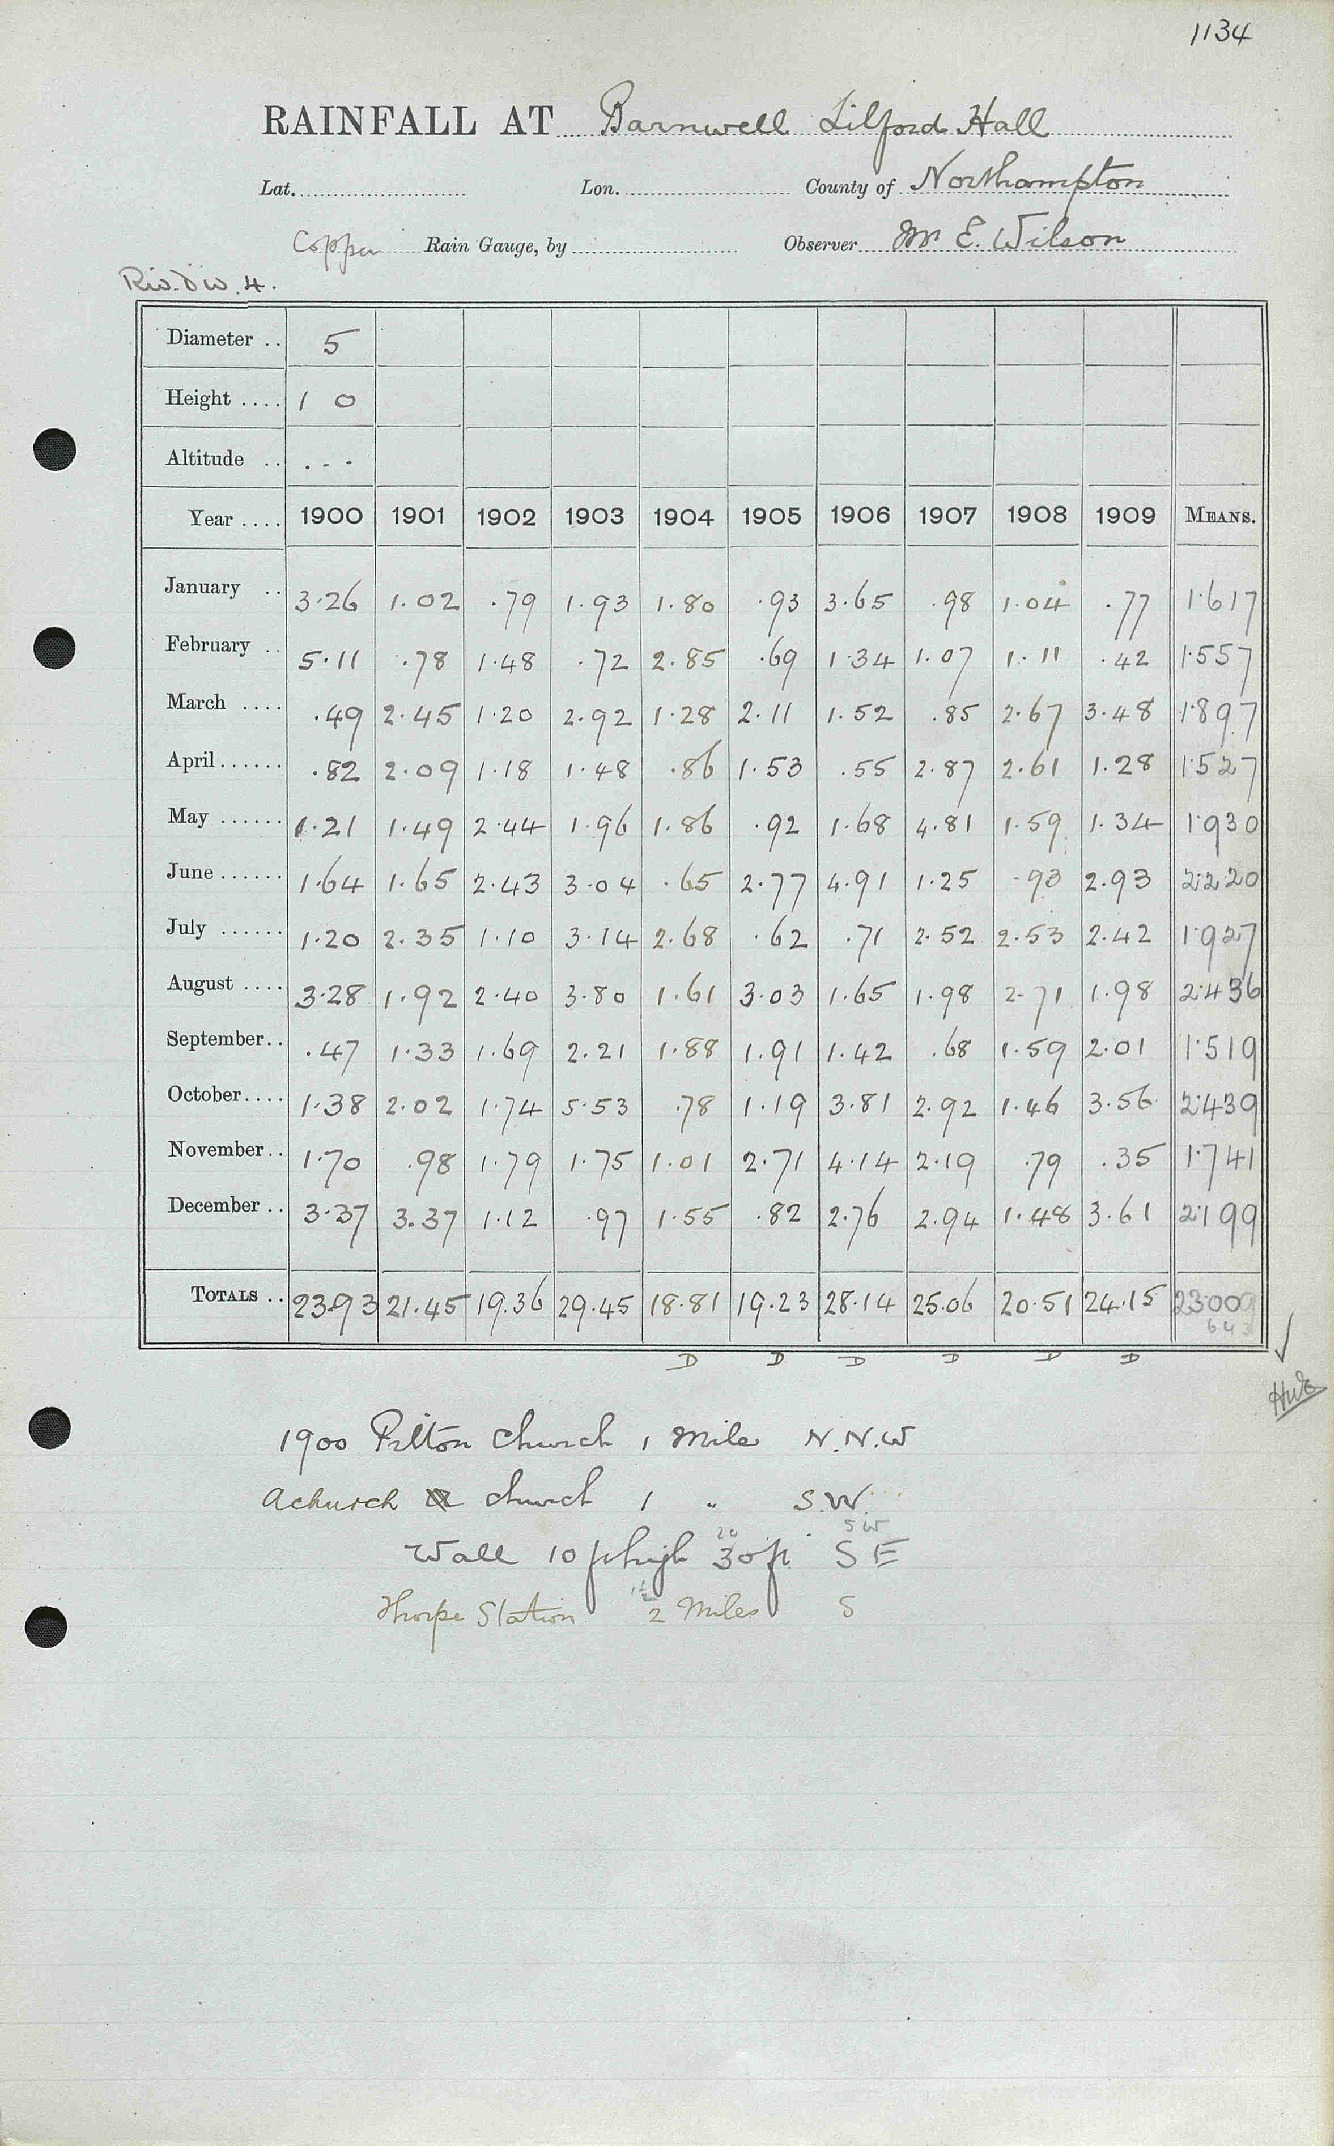 1134
RAINFALL AT Barnwell Lilford Hall
Lat. Lon. County of Northampton
Copper Rain Gauge, by Observer Mr E. Wilson
Riv. Div. 4.
Diameter .. 5
Height .... 1 0
Altitude .. ...
Year .... 1900 1901 1902 1903 1904 1905 1906 1907 1908 1909 MEANS.
January .. 3.26 1.02 .79 1.93 1.80 .93 3.65 .98 1.04 .77 1.617
February .. 5.11 .78 1.48 .72 2.85 .69 1.34 1.07 1.11 .42 1.557
March .... .49 2.45 1.20 2.92 1.28 2.11 1.52 .85 2.67 3.48 1.897
April ...... .82 2.09 1.18 1.48 .86 1.53 .55 2.87 2.61 1.28 1.527
May ...... 1.21 1.49 2.44 1.96 1.86 .92 1.68 4.81 1.59 1.34 1.930
June ...... 1.64 1.65 2.43 3.04 .65 2.77 4.91 1.25 .93 2.93 2.220
July ...... 1.20 2.35 1.10 3.14 2.68 .62 .71 2.52 2.53 2.42 1.927
August .... 3.28 1.92 2.40 3.80 1.61 3.03 1.65 1.98 2.71 1.98 2.436
September .. .47 1.33 1.69 2.21 1.88 1.91 1.42 .68 1.59 2.01 1.519
October .... 1.38 2.02 1.74 5.53 .78 1.19 3.81 2.92 1.46 3.56 2.439
November .. 1.70 .98 1.79 1.75 1.01 2.71 4.14 2.19 .79 .35 1.741
December .. 3.37 3.37 1.12 .97 1.55 .82 2.76 2.94 1.48 3.61 2.199
TOTALS .. 23.93 21.45 19.36 29.45 18.81 19.23 28.14 25.06 20.51 24.15 23.009
D D D D D D
1900 Pilton Church 1 Mile N.N.W
Achurch church 1 " S.W.
SW
Wall 10 ft high 30 ft S E
Thorpe Station 2 Miles S